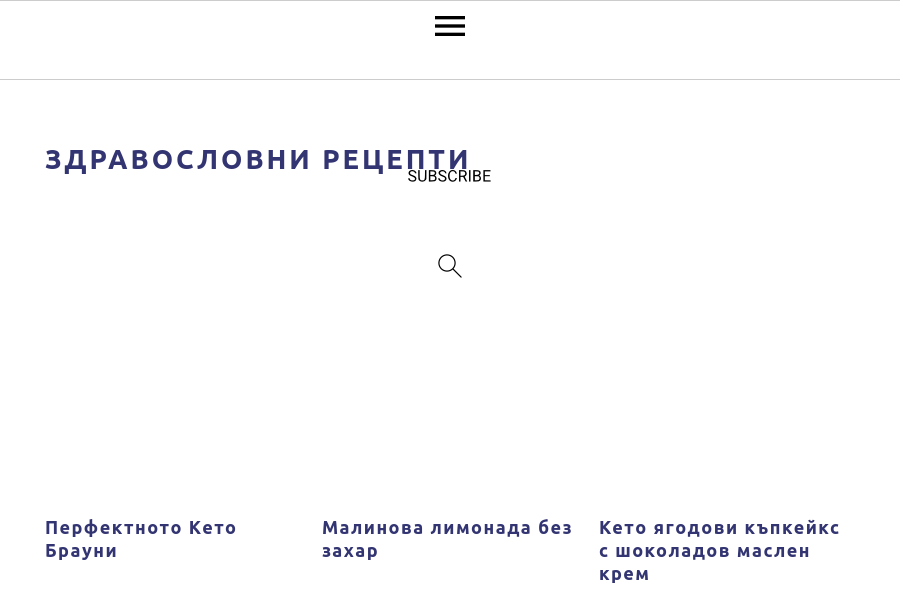 ЗДРАВОСЛОВНИ РЕЦЕПТИ
SUBSCRIBE
Перфектното Кето
Брауни
Малинова лимонада без
захар
Кето ягодови къпкейкс
с шоколадов маслен
крем